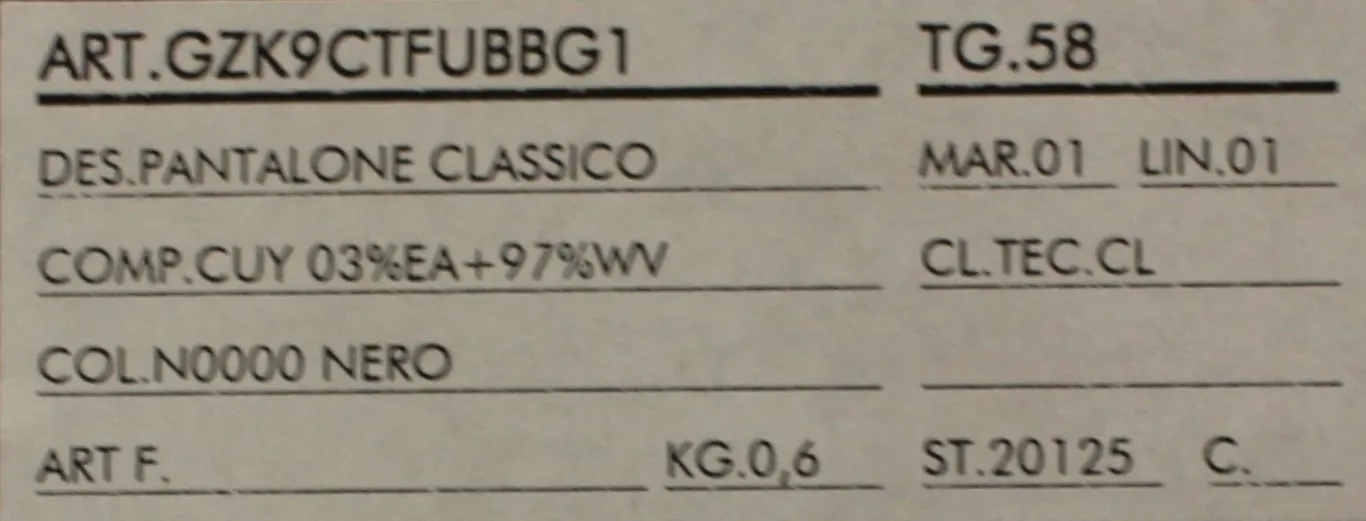 ART.GZK9CTFUBBG1 TG.58
DES.PANTALONE CLASSICO MAR.01 LIN.01
COMP.CUY 03%EA+97%WV CL.TEC.CL
COL.N0000 NERO
ART F. KG.0,6 ST.20125 C.